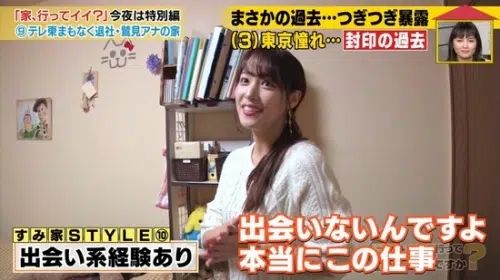 「家、行ってイイ?」今夜は特別編
⑬テレ東まもなく退社・鷲見アナの家
まさかの過去…つぎつぎ暴露
(3)東京憧れ…封印の過去
すみ家STYLE⑩
出会い系経験あり
出会いないんですよ
本当にこの仕事